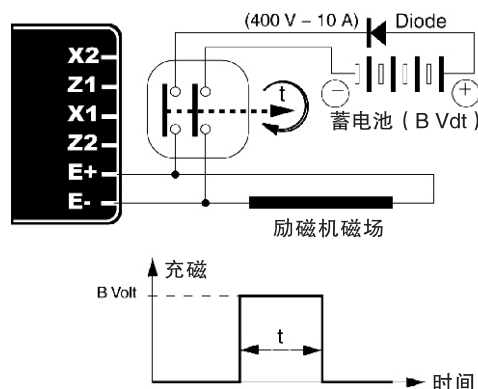 (400 V - 10 A) Diode
X2
Z1
X1
Z2
E+
E-
t
−
+
蓄电池 ( B Vdt )
励磁机磁场
充磁
B Volt
t
时间